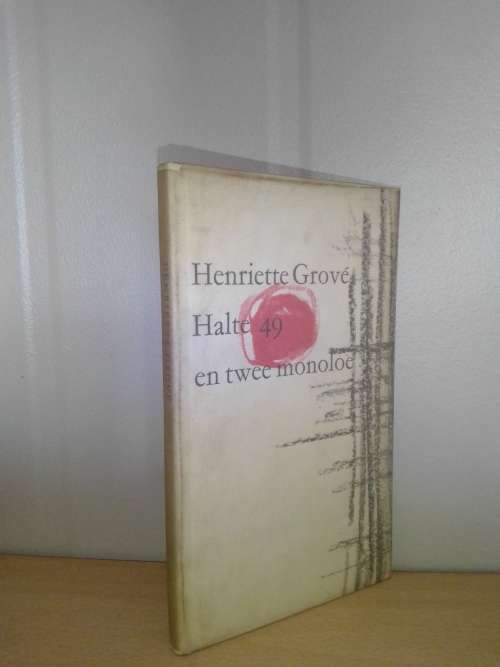 Henriette Grové
Halte 49
en twee monoloë